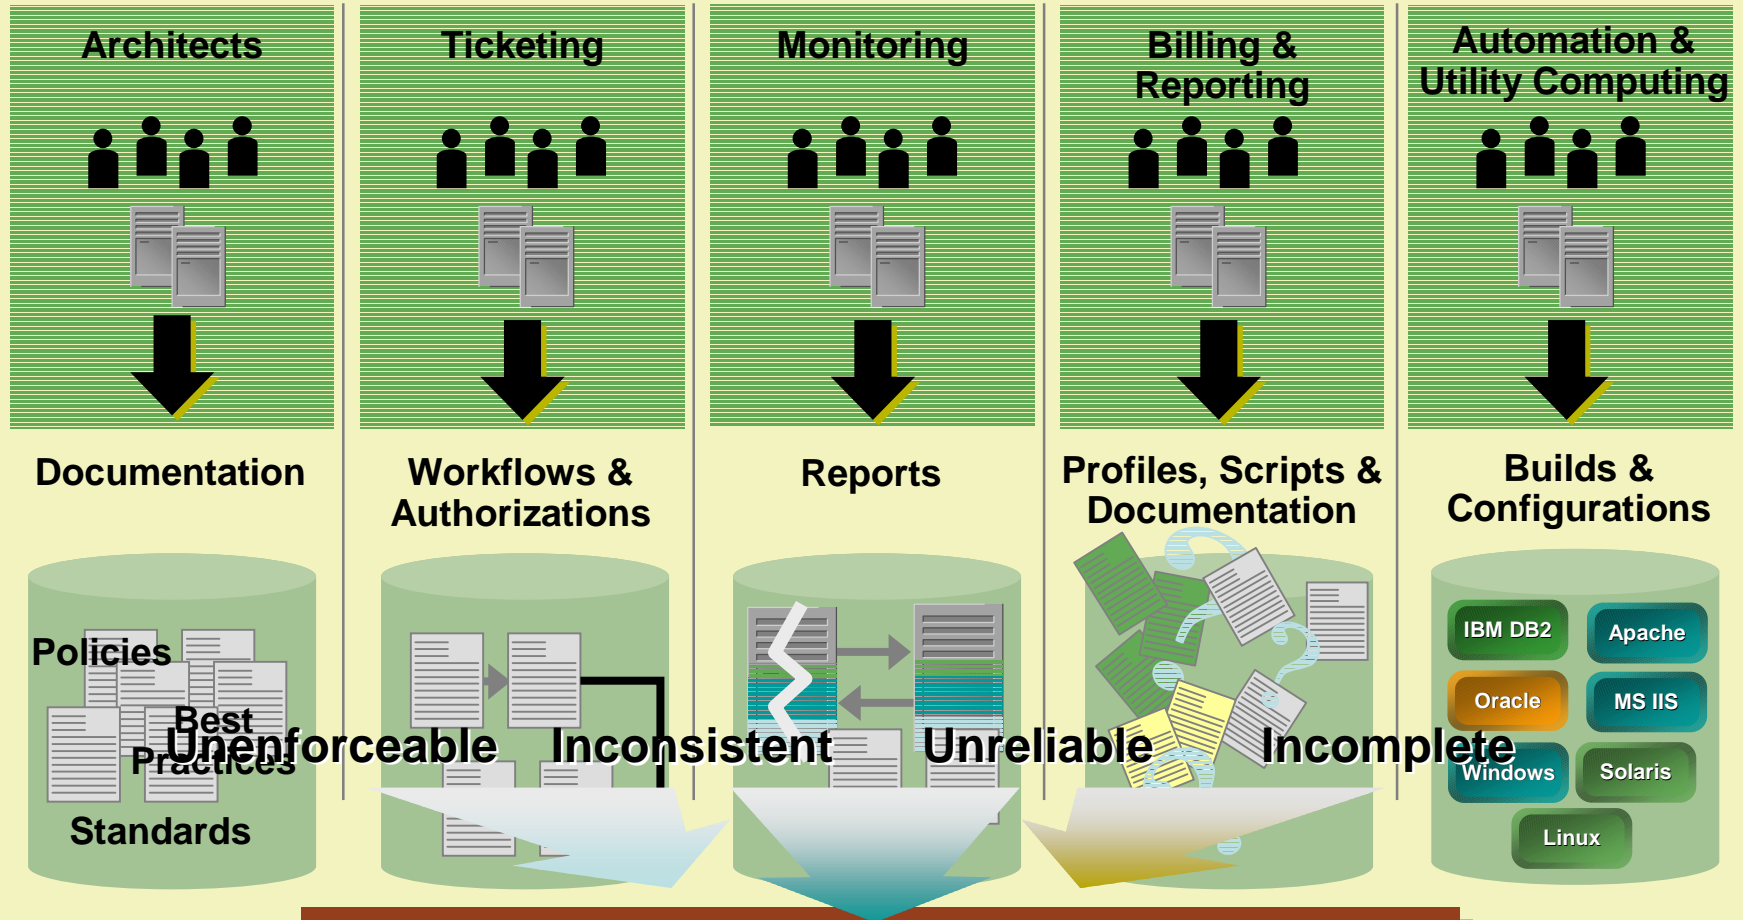 Architects
Ticketing
Monitoring
Billing &
Reporting
Automation &
Utility Computing
Documentation
Workflows &
Authorizations
Reports
Profiles, Scripts &
Documentation
Builds &
Configurations
Policies
Best
Practices
Standards
Unenforceable
Inconsistent
Unreliable
Incomplete
IBM DB2
Apache
Oracle
MS IIS
Windows
Solaris
Linux